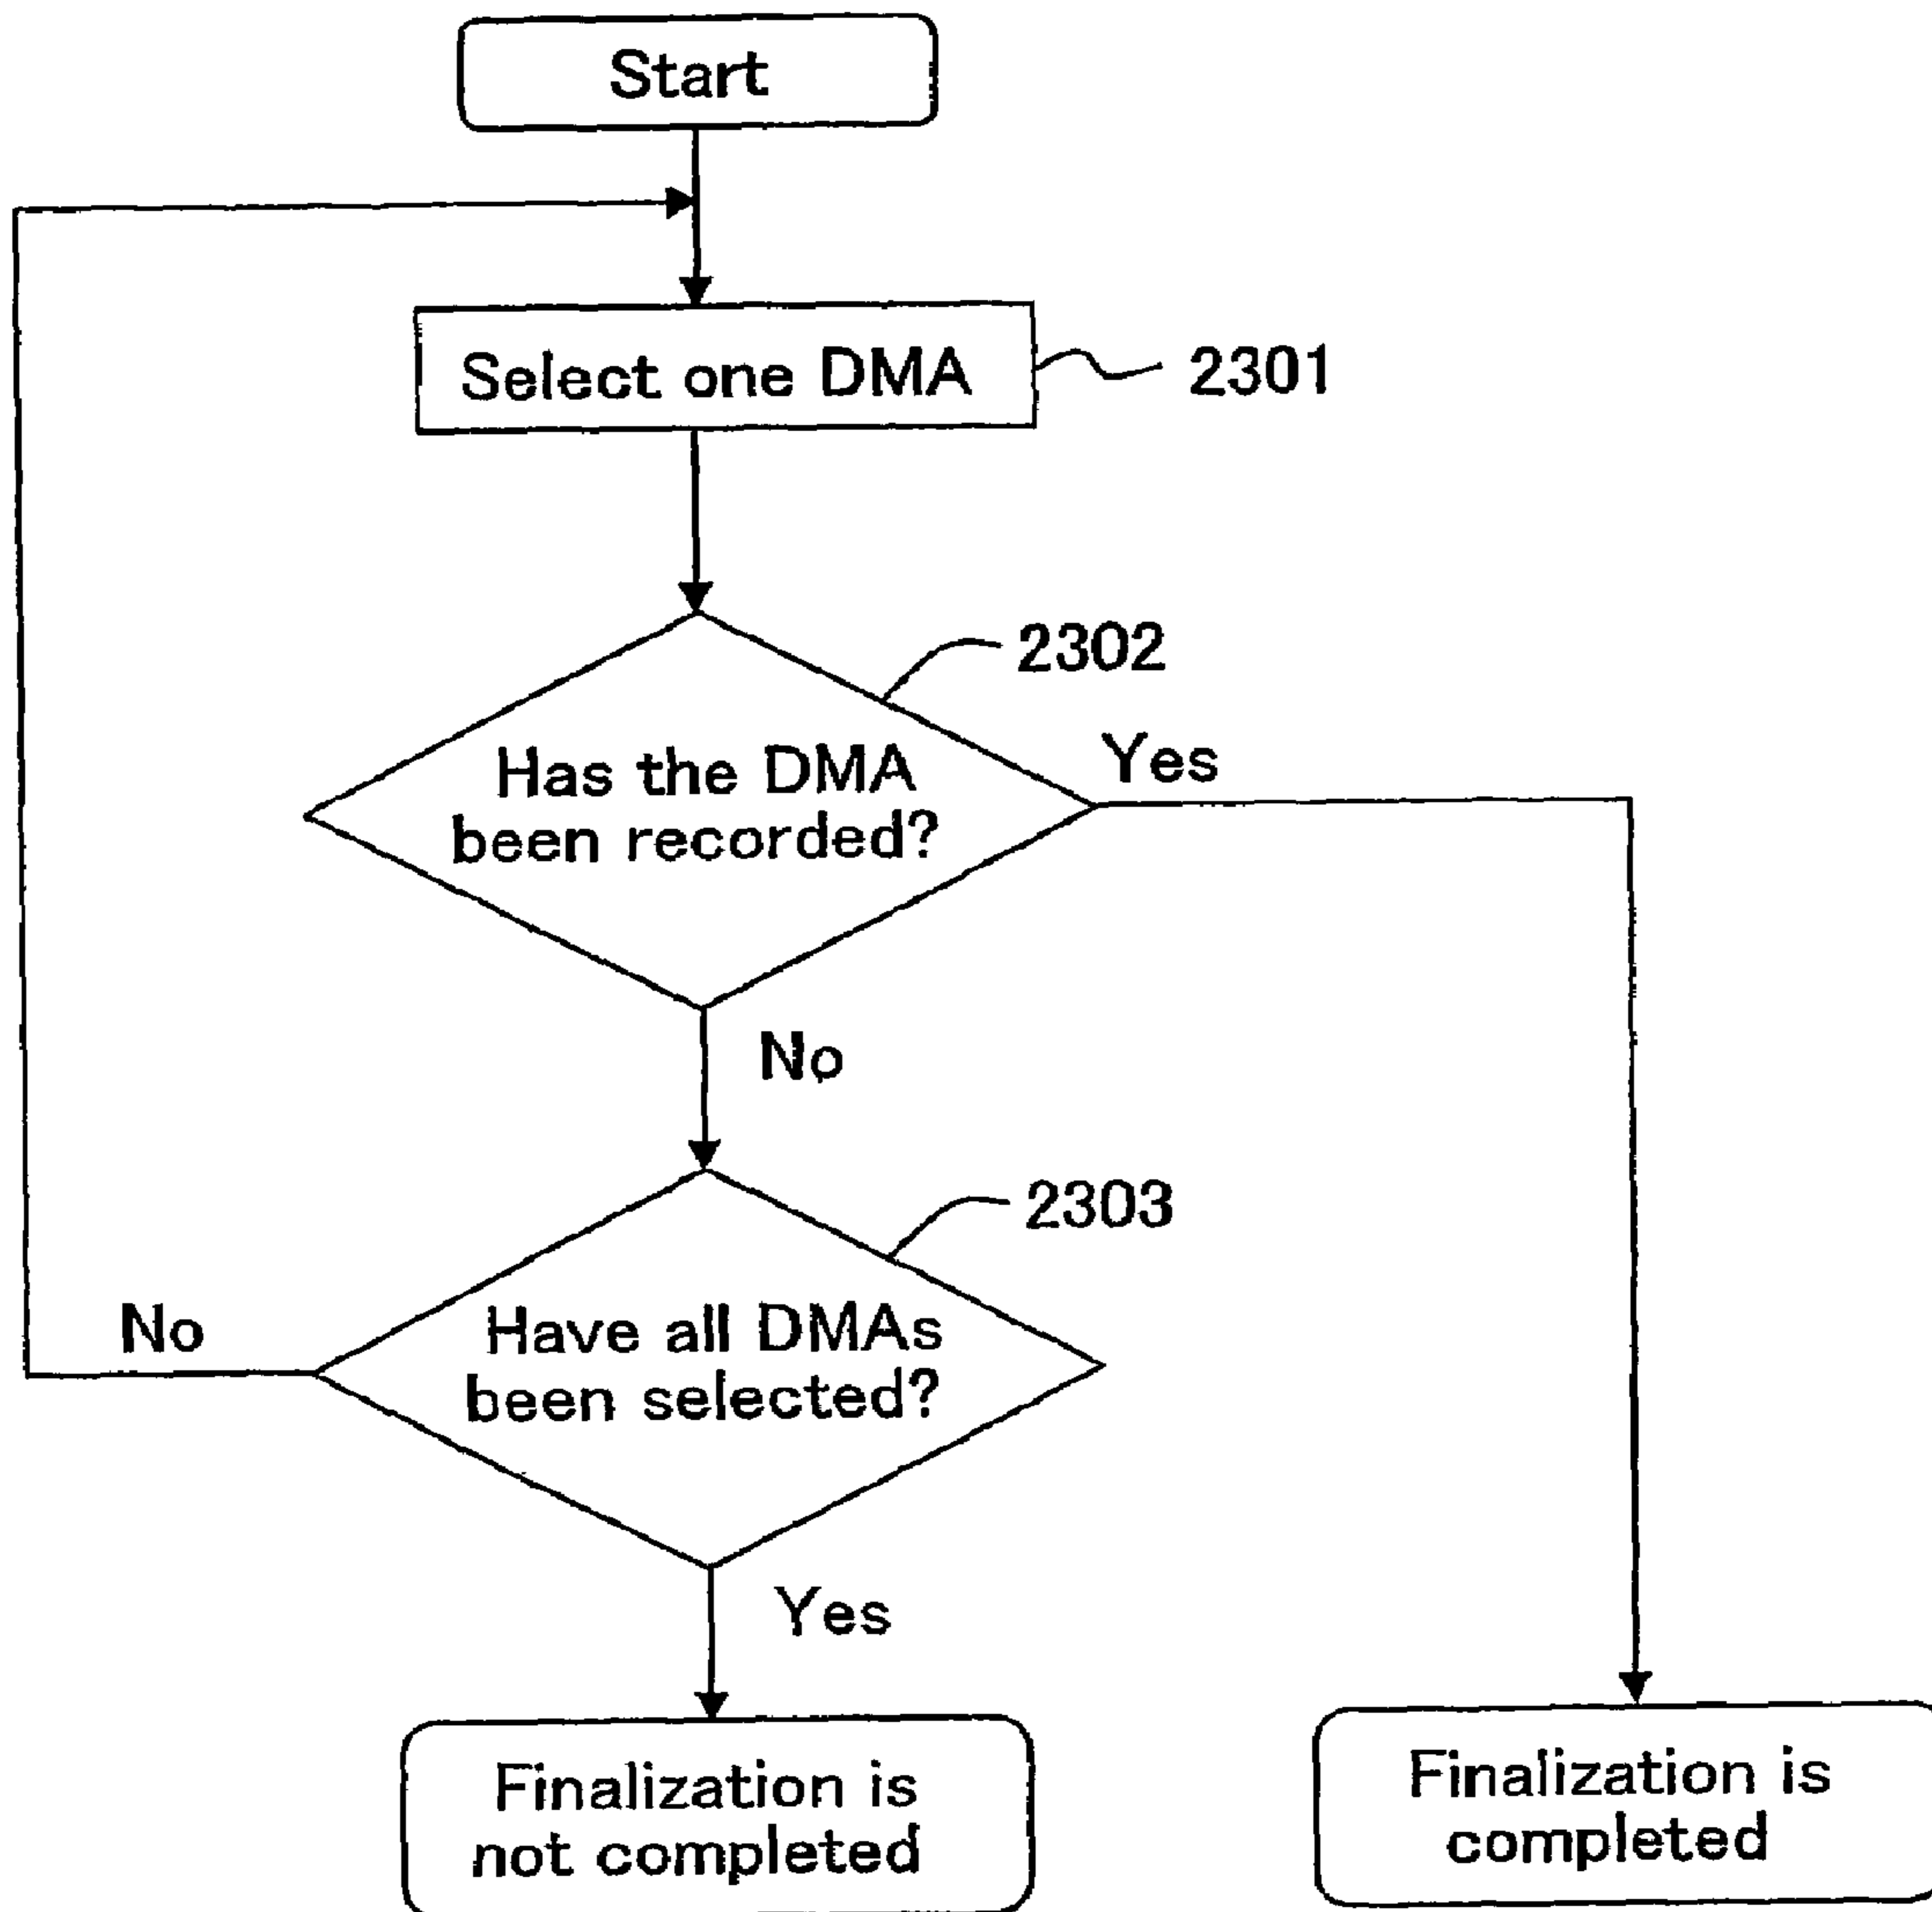 Start
Select one DMA
2301
2302
Has the DMA
been recorded?
Yes
No
2303
Have all DMAs
been selected?
No
Yes
Finalization is
not completed
Finalization is
completed